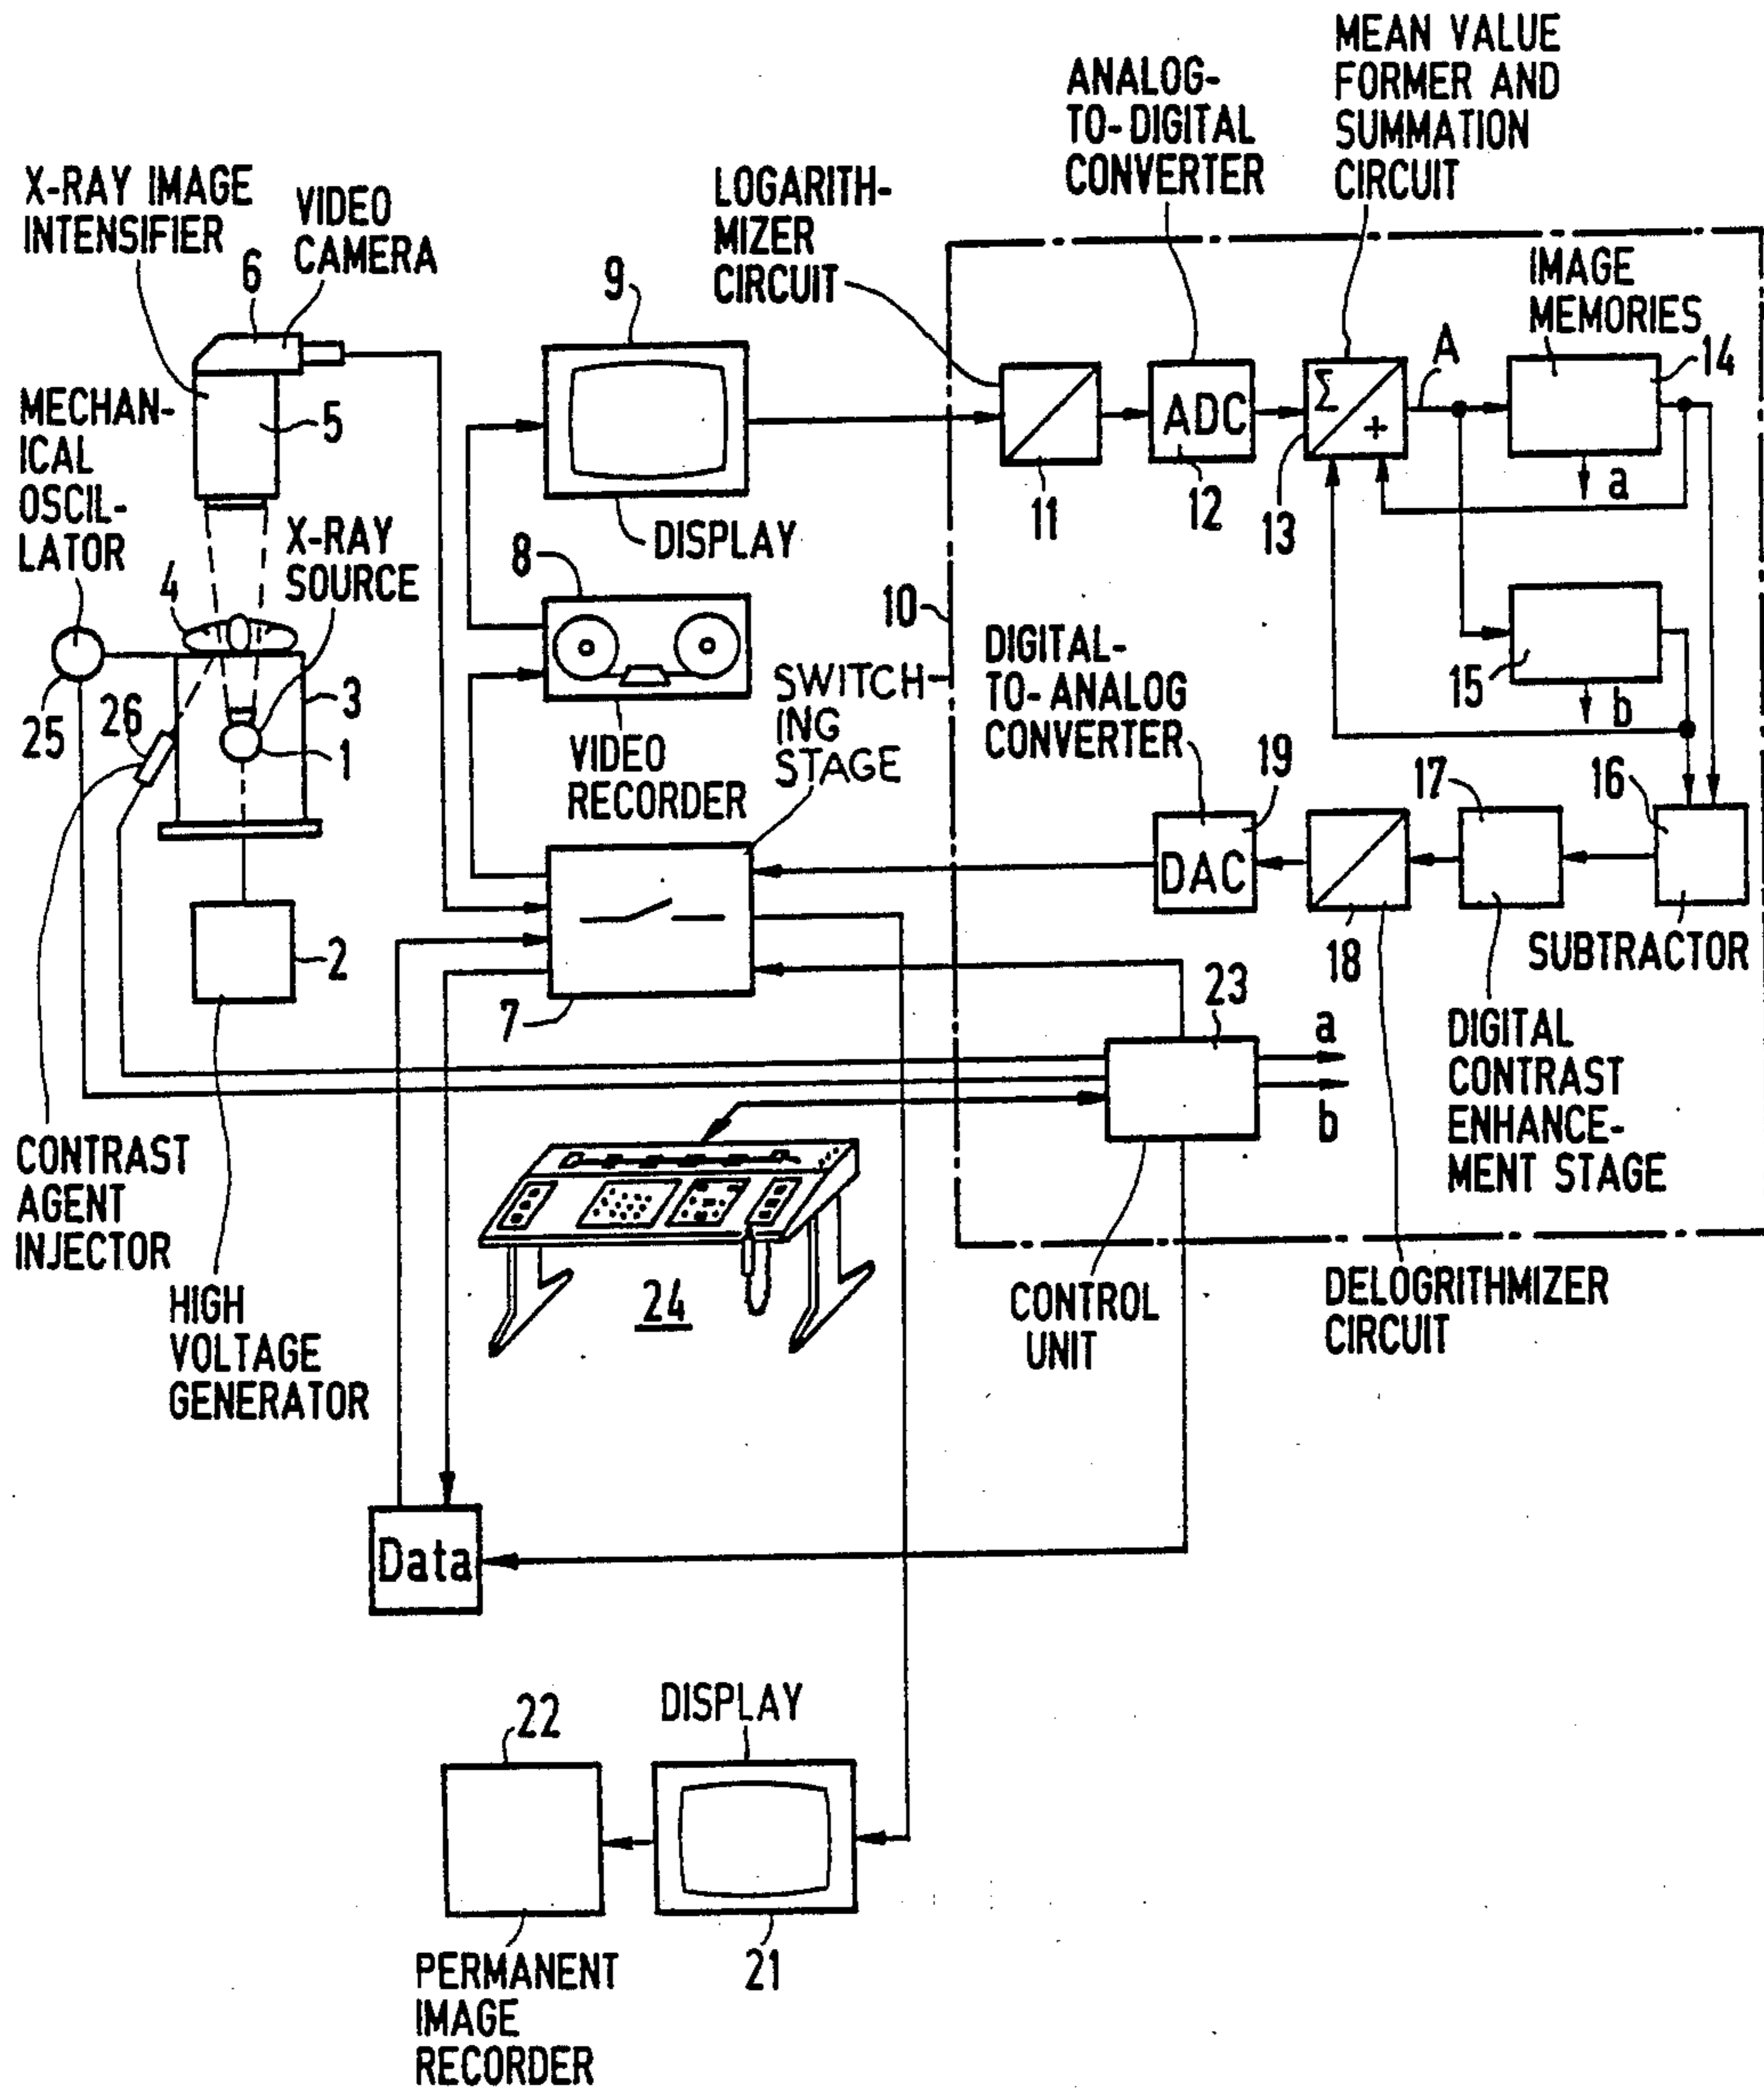 MEAN VALUE
FORMER AND
SUMMATION
CIRCUIT
ANALOG-
TO-DIGITAL
CONVERTER
LOGARITH-
MIZER
CIRCUIT
X-RAY IMAGE
INTENSIFIER
VIDEO
CAMERA
6
5
9
DISPLAY
MECHAN-
ICAL
OSCIL-
LATOR
X-RAY
SOURCE
4
25
26
3
1
2
8
VIDEO
RECORDER
SWITCH-
ING
STAGE
7
10
11
ADC
12
Σ
+
13
A
IMAGE
MEMORIES
14
a
15
b
DIGITAL-
TO-ANALOG
CONVERTER
19
DAC
18
17
16
SUBTRACTOR
DIGITAL
CONTRAST
ENHANCE-
MENT STAGE
DELOGRITHMIZER
CIRCUIT
23
a
b
CONTROL
UNIT
24
CONTRAST
AGENT
INJECTOR
HIGH
VOLTAGE
GENERATOR
Data
22
DISPLAY
21
PERMANENT
IMAGE
RECORDER